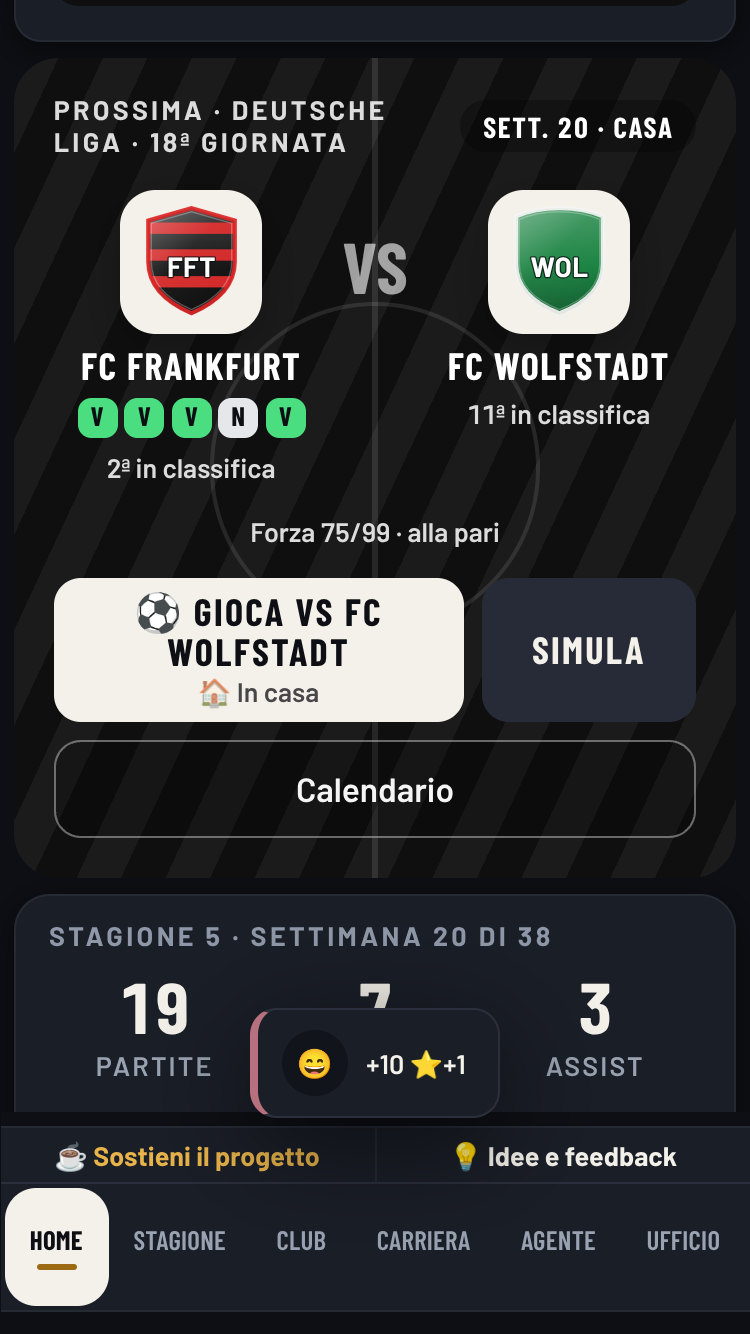 PROSSIMA · DEUTSCHE
LIGA · 18ª GIORNATA
SETT. 20 · CASA
FFT
VS
WOL
FC FRANKFURT
FC WOLFSTADT
V V V N V
11ª in classifica
2ª in classifica
Forza 75/99 · alla pari
GIOCA VS FC
WOLFSTADT
In casa
SIMULA
Calendario
STAGIONE 5 · SETTIMANA 20 DI 38
19
7
3
PARTITE
ASSIST
+10 ⭐+1
Sostieni il progetto
Idee e feedback
HOME
STAGIONE
CLUB
CARRIERA
AGENTE
UFFICIO